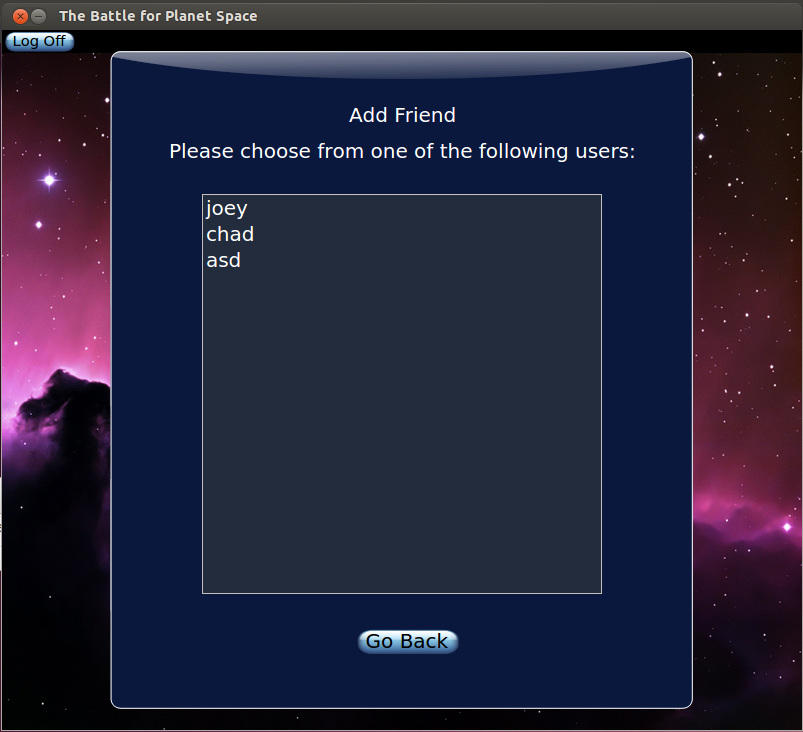 The Battle for Planet Space
Log Off
Add Friend
Please choose from one of the following users:
joey
chad
asd
Go Back